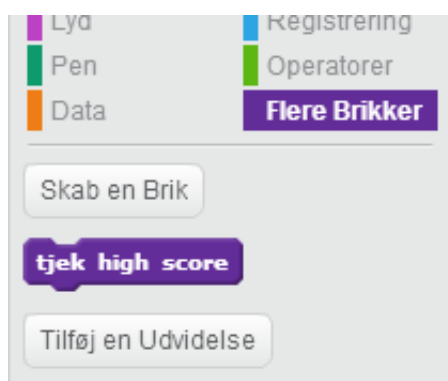 Lyd Registrering
Pen Operatorer
Data Flere Brikker
Skab en Brik
tjek high score
Tilføj en Udvidelse